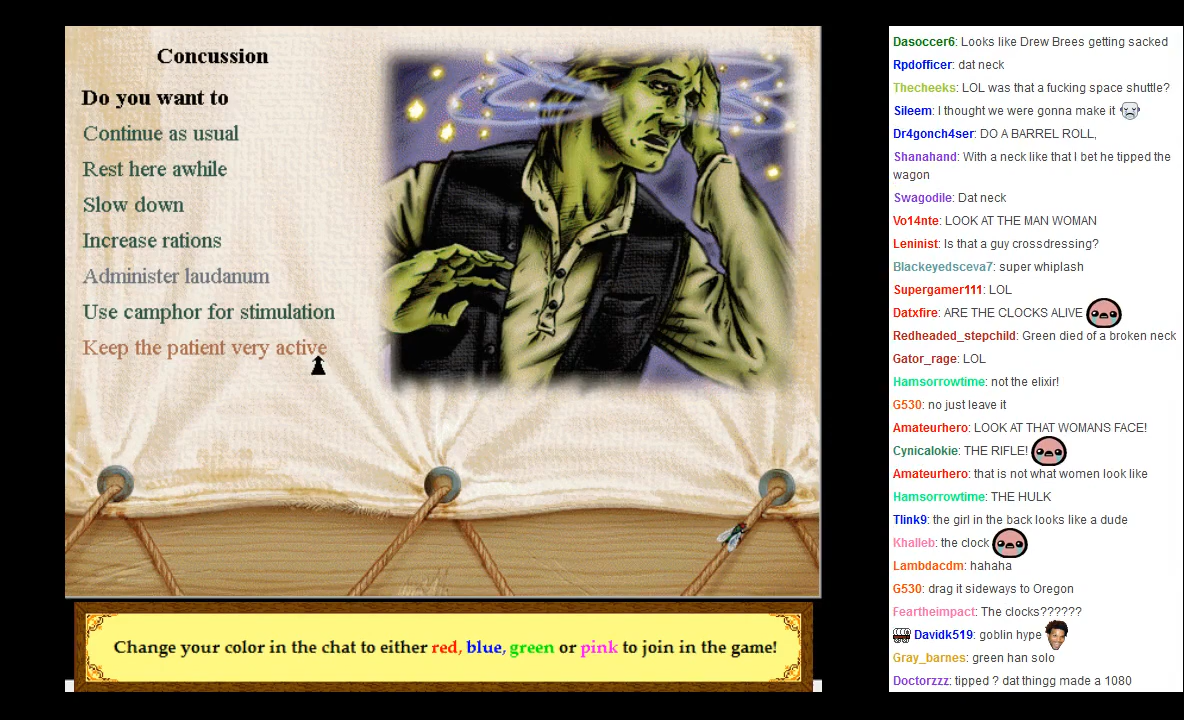 Concussion
Do you want to
Continue as usual
Rest here awhile
Slow down
Increase rations
Administer laudanum
Use camphor for stimulation
Keep the patient very active
Change your color in the chat to either red, blue, green or pink to join in the game!
Dasoccer6: Looks like Drew Brees getting sacked
Rpdofficer: dat neck
Thecheeks: LOL was that a fucking space shuttle?
Sileem: I thought we were gonna make it
Dr4gonch4ser: DO A BARREL ROLL,
Shanahand: With a neck like that I bet he tipped the
wagon
Swagodile: Dat neck
Vo14nte: LOOK AT THE MAN WOMAN
Leninist: Is that a guy crossdressing?
Blackeyedsceva7: super whiplash
Supergamer111: LOL
Datxfire: ARE THE CLOCKS ALIVE
Redheaded_stepchild: Green died of a broken neck
Gator_rage: LOL
Hamsorrowtime: not the elixir!
G530: no just leave it
Amateurhero: LOOK AT THAT WOMANS FACE!
Cynicalokie: THE RIFLE!
Amateurhero: that is not what women look like
Hamsorrowtime: THE HULK
Tlink9: the girl in the back looks like a dude
Khalleb: the clock
Lambdacdm: hahaha
G530: drag it sideways to Oregon
Feartheimpact: The clocks??????
Davidk519: goblin hype
Gray_barnes: green han solo
Doctorzzz: tipped ? dat thingg made a 1080